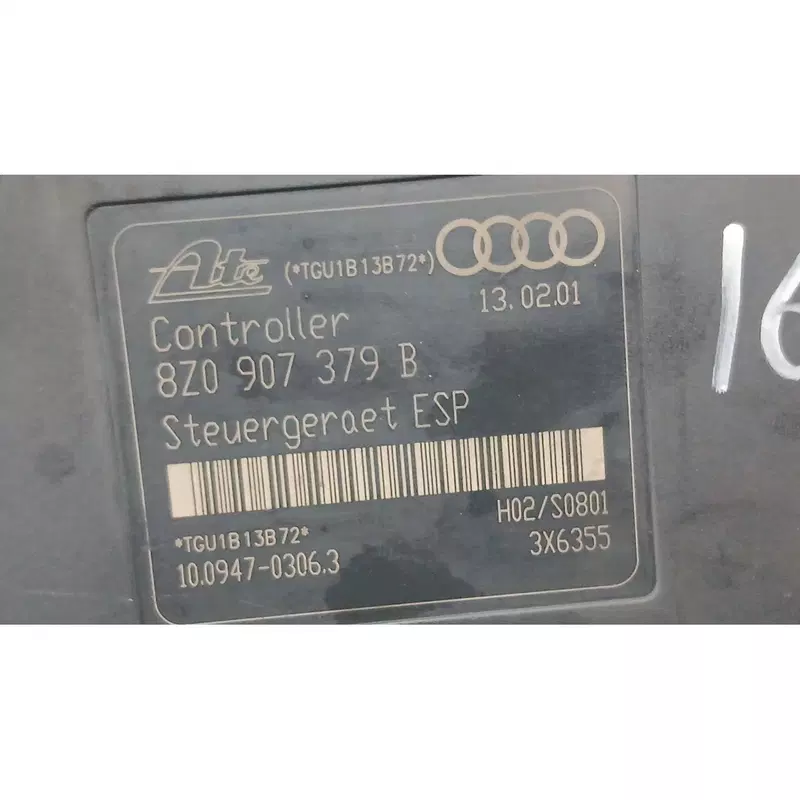 Ate (*TGU1B13B72*)
13.02.01
Controller
8Z0 907 379 B
Steuergeraet ESP
H02/S0801
*TGU1B13B72*
3X6355
10.0947-0306.3
16